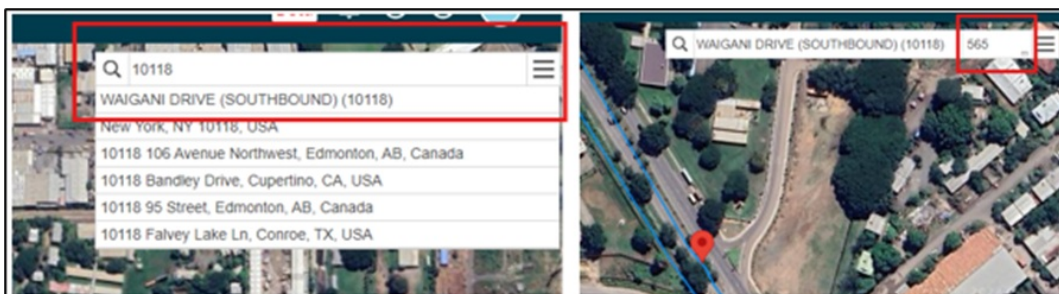 10118
WAIGANI DRIVE (SOUTHBOUND) (10118)
New York, NY 10118, USA
10118 106 Avenue Northwest, Edmonton, AB, Canada
10118 Bandley Drive, Cupertino, CA, USA
10118 95 Street, Edmonton, AB, Canada
10118 Falvey Lake Ln, Conroe, TX, USA
WAIGANI DRIVE (SOUTHBOUND) (10118) 565